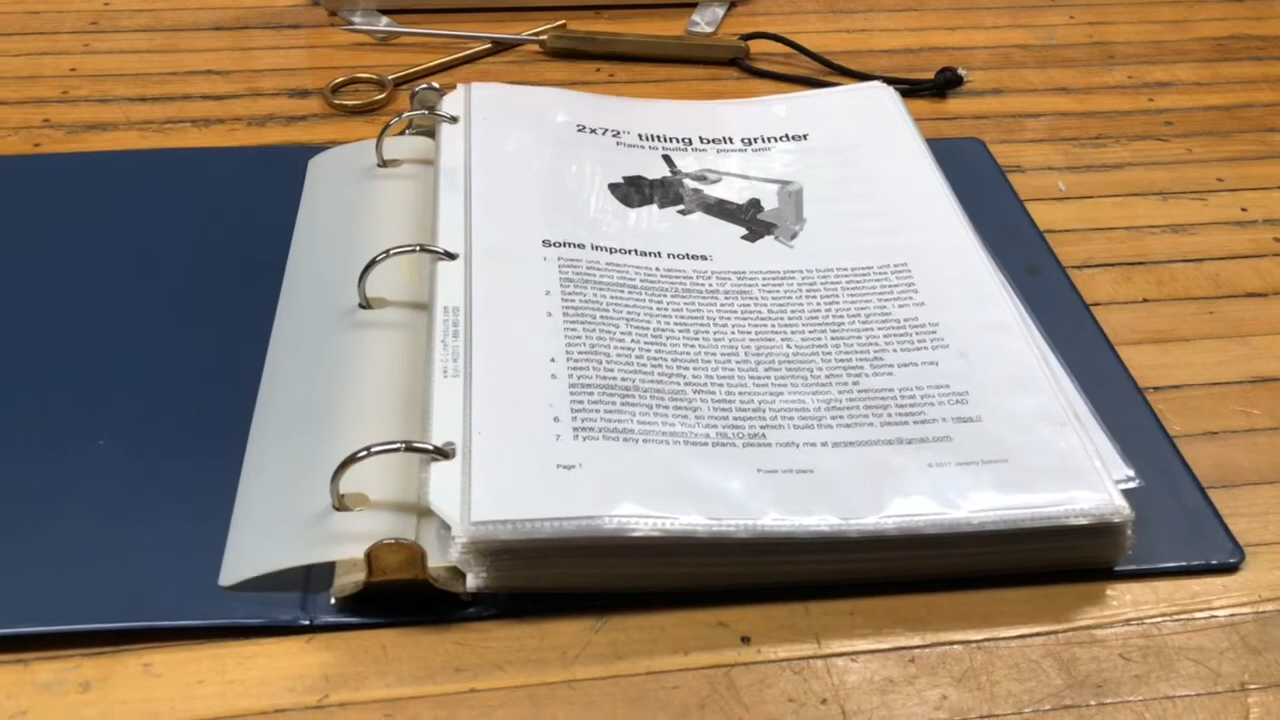 2x72" tilting belt grinder
Plans to build the "power unit"
Some important notes:
1. Power unit, attachments & tables: Your purchase includes plans to build the power unit and
platen attachment, in two separate PDF files. When available, you can download free plans
for tables and other attachments (like a 10" contact wheel or small wheel attachment), from
http://jerswoodshop.com/2x72-tilting-belt-grinder/. There you'll also find Sketchup drawings
for this machine and future attachments, and links to some of the parts I recommend using.
2. Safety: It is assumed that you will build and use this machine in a safe manner, therefore,
few safety precautions are set forth in these plans. Build and use at your own risk, I am not
responsible for any injuries caused by the manufacture and use of the belt grinder.
3. Building assumptions: It is assumed that you have a basic knowledge of fabricating and
metalworking. These plans will give you a few pointers and what techniques worked best for
me, but they will not tell you how to set your welder, etc., since I assume you already know
how to do that. All welds on the build may be ground & touched up for looks, so long as you
don't grind away the structure of the weld. Everything should be checked with a square prior
to welding, and all parts should be built with good precision, for best results.
4. Painting should be left to the end of the build, after testing is complete. Some parts may
need to be modified slightly, so its best to leave painting for after that's done.
5. If you have any questions about the build, feel free to contact me at
jerswoodshop@gmail.com. While I do encourage innovation, and welcome you to make
some changes to this design to better suit your needs, I highly recommend that you contact
me before altering the design. I tried literally hundreds of different design iterations in CAD
before settling on this one, so most aspects of the design are done for a reason.
6. If you haven't seen the YouTube video in which I build this machine, please watch it: https://
www.youtube.com/watch?v=a_RIL1O-bK4
7. If you find any errors in these plans, please notify me at jerswoodshop@gmail.com.
Page 1
Power unit plans
© 2017 Jeremy Schmidt
www.C-LineProducts.com